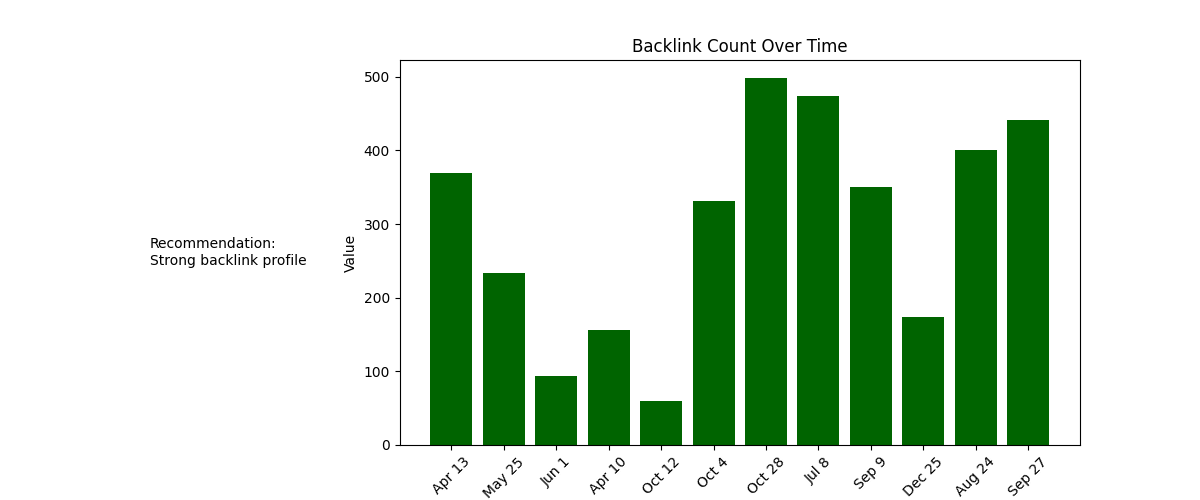 Backlink Count Over Time
Recommendation:
Strong backlink profile
Value
500
400
300
200
100
0
Apr 13
May 25
Jun 1
Apr 10
Oct 12
Oct 4
Oct 28
Jul 8
Sep 9
Dec 25
Aug 24
Sep 27